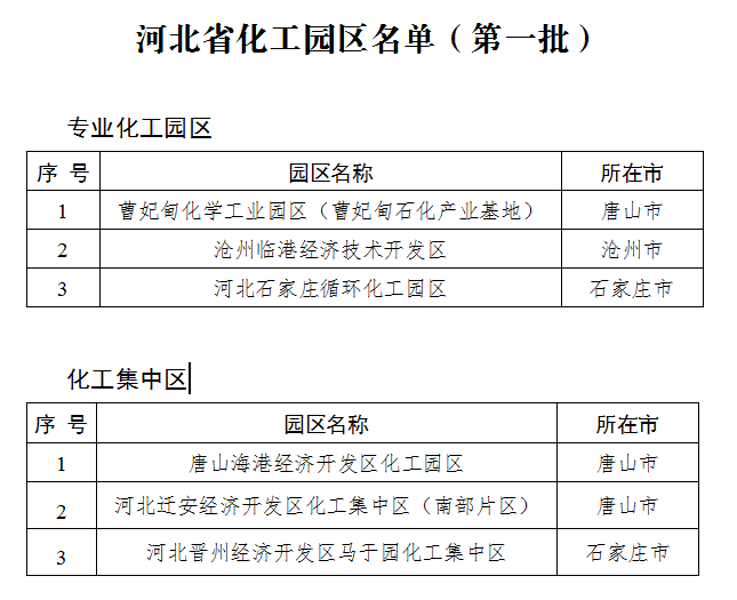 河北省化工园区名单（第一批）
专业化工园区
序 号 园区名称 所在市
1 曹妃甸化学工业园区（曹妃甸石化产业基地） 唐山市
2 沧州临港经济技术开发区 沧州市
3 河北石家庄循环化工园区 石家庄市
化工集中区
序 号 园区名称 所在市
1 唐山海港经济开发区化工园区 唐山市
2 河北迁安经济开发区化工集中区（南部片区） 唐山市
3 河北晋州经济开发区马于园化工集中区 石家庄市